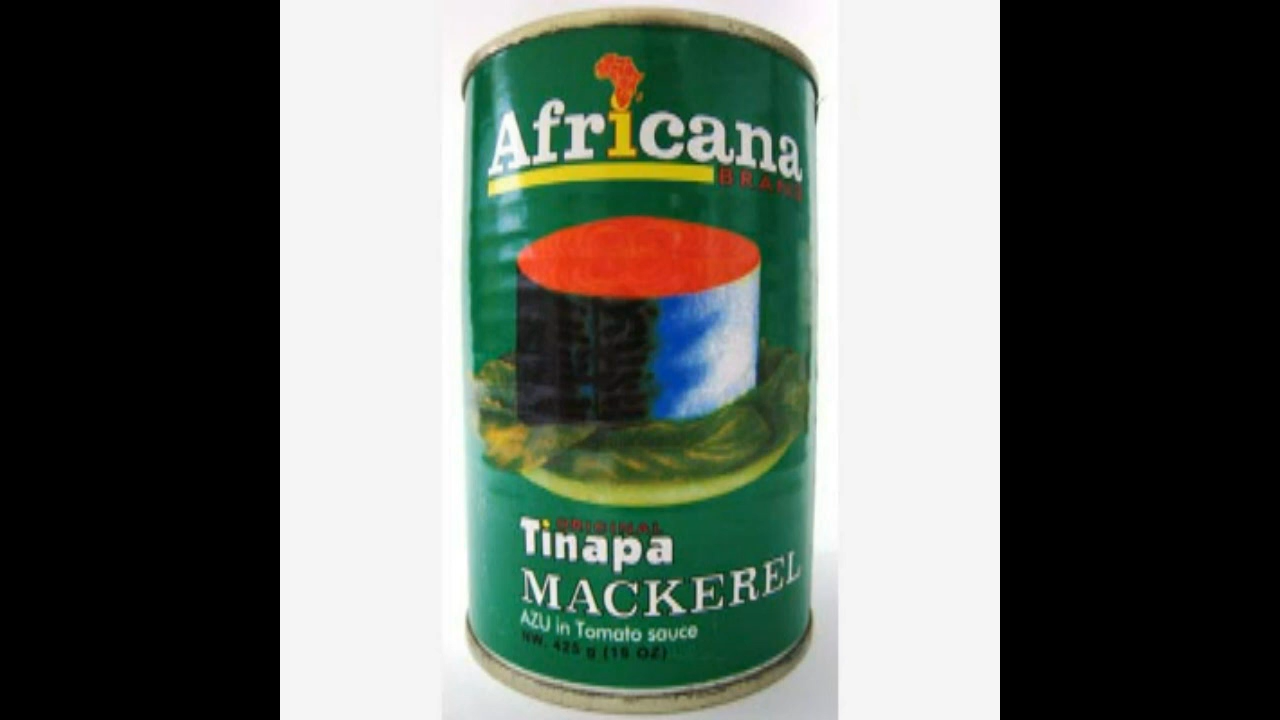 Africana
BRAND
ORIGINAL
Tinapa
MACKEREL
AZU in Tomato sauce
NW. 425 g (15 OZ)